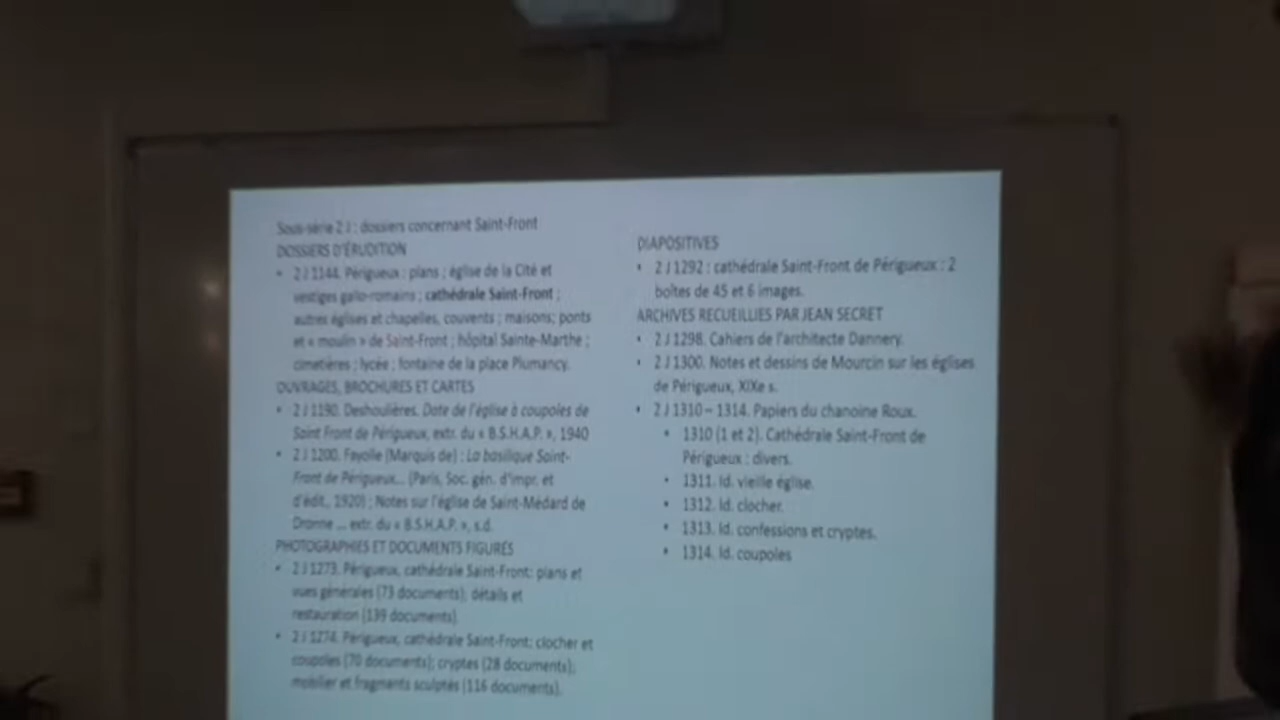 Sous-série 2 J : dossiers concernant Saint-Front
DOSSIERS D'ÉRUDITION
• 2 J 1144. Périgueux : plans ; église de la Cité et
vestiges gallo-romains ; cathédrale Saint-Front ;
autres églises et chapelles, couvents ; maisons; ponts
et « moulin » de Saint-Front ; hôpital Sainte-Marthe ;
cimetières ; lycée ; fontaine de la place Plumancy.
OUVRAGES, BROCHURES ET CARTES
• 2 J 1190. Deshoulières. Date de l'église à coupoles de
Saint Front de Périgueux, extr. du « B.S.H.A.P. », 1940
• 2 J 1200. Fayolle (Marquis de) : La basilique Saint-
Front de Périgueux... (Paris, Soc. gén. d'impr. et
d'édit., 1920) ; Notes sur l'église de Saint-Médard de
Dronne ... extr. du « B.S.H.A.P. », s.d.
PHOTOGRAPHIES ET DOCUMENTS FIGURÉS
• 2 J 1273. Périgueux, cathédrale Saint-Front: plans et
vues générales (73 documents); détails et
restauration (139 documents).
• 2 J 1274. Périgueux, cathédrale Saint-Front: clocher et
coupoles (70 documents); cryptes (28 documents);
mobilier et fragments sculptés (116 documents).
DIAPOSITIVES
• 2 J 1292 : cathédrale Saint-Front de Périgueux : 2
boîtes de 45 et 6 images.
ARCHIVES RECUEILLIES PAR JEAN SECRET
• 2 J 1298. Cahiers de l'architecte Dannery.
• 2 J 1300. Notes et dessins de Mourcin sur les églises
de Périgueux, XIXe s.
• 2 J 1310 – 1314. Papiers du chanoine Roux.
• 1310 (1 et 2). Cathédrale Saint-Front de
Périgueux : divers.
• 1311. Id. vieille église.
• 1312. Id. clocher.
• 1313. Id. confessions et cryptes.
• 1314. Id. coupoles